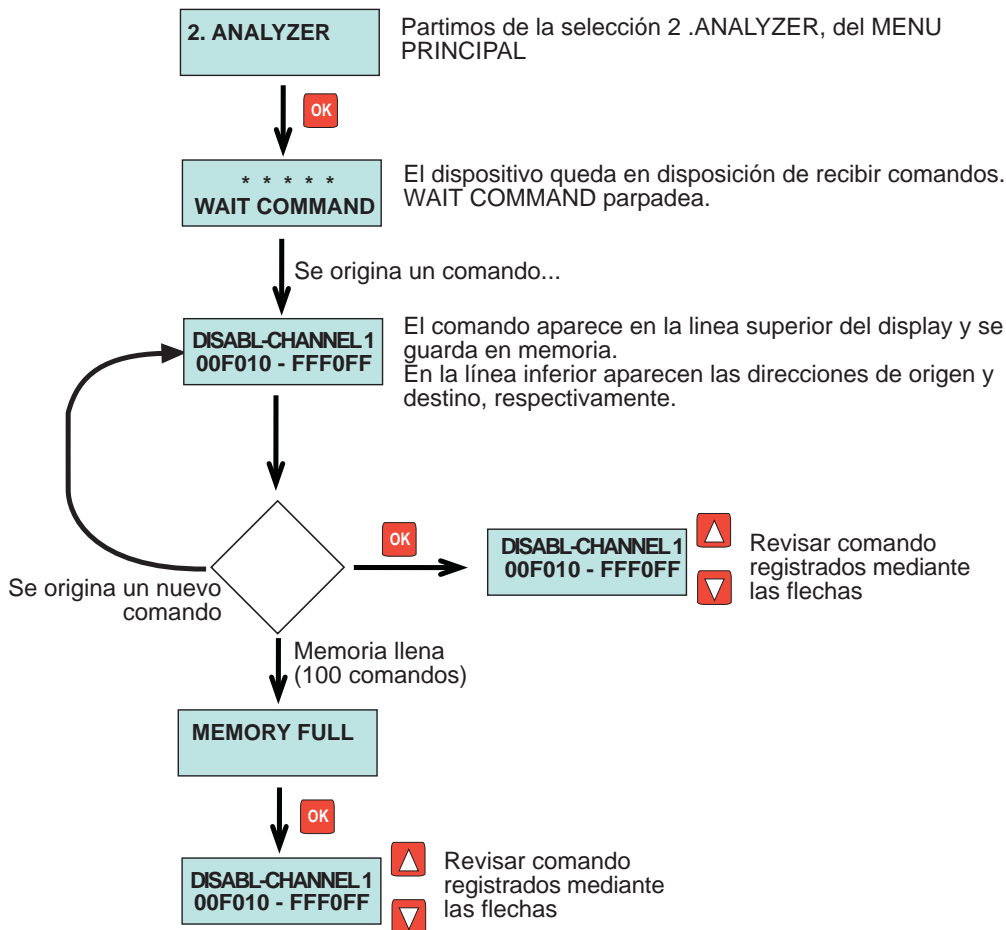 2. ANALYZER
Partimos de la selección 2 .ANALYZER, del MENU
PRINCIPAL
OK
* * * * *
WAIT COMMAND
El dispositivo queda en disposición de recibir comandos.
WAIT COMMAND parpadea.
Se origina un comando...
DISABL-CHANNEL 1
00F010 - FFF0FF
El comando aparece en la linea superior del display y se
guarda en memoria.
En la línea inferior aparecen las direcciones de origen y
destino, respectivamente.
Se origina un nuevo
comando
OK
DISABL-CHANNEL 1
00F010 - FFF0FF
Revisar comando
registrados mediante
las flechas
Memoria llena
(100 comandos)
MEMORY FULL
OK
DISABL-CHANNEL 1
00F010 - FFF0FF
Revisar comando
registrados mediante
las flechas